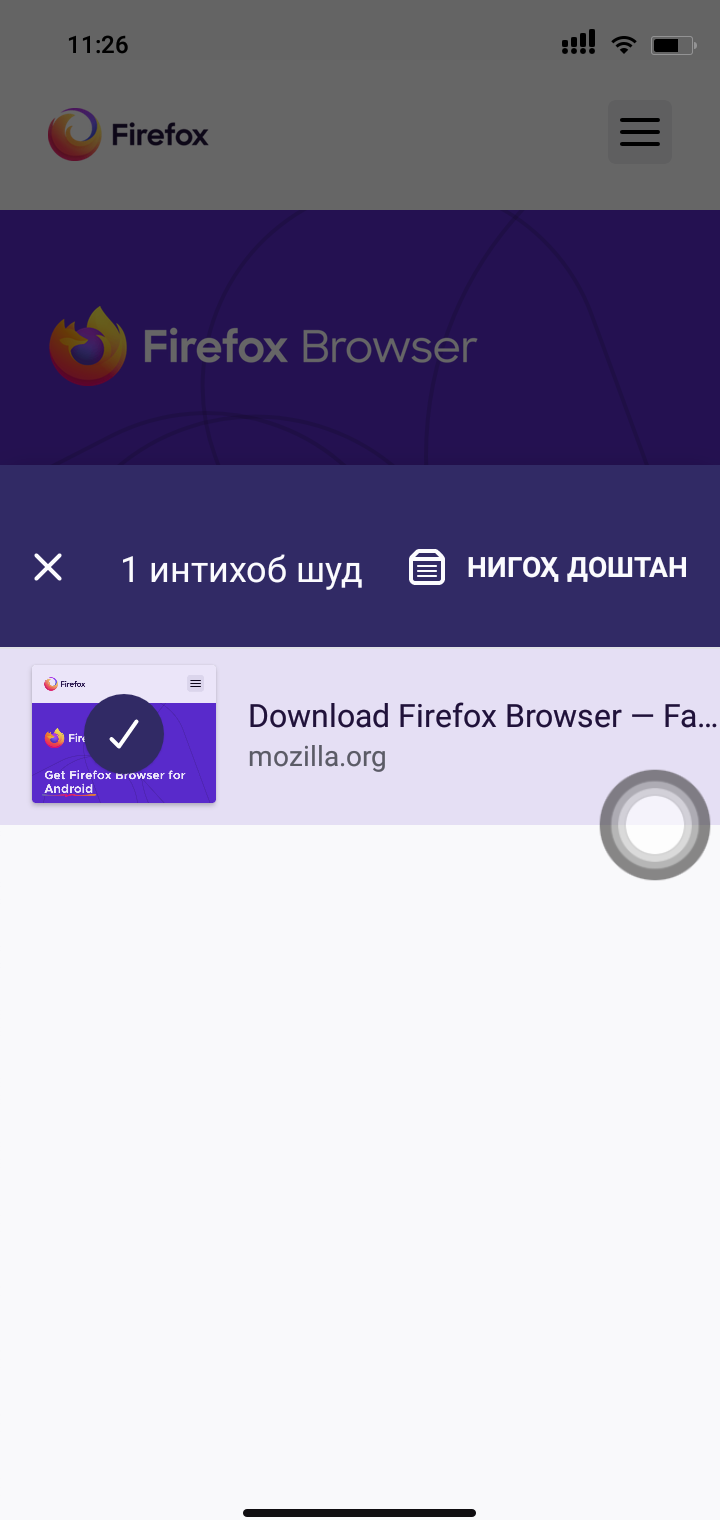 11:26
Firefox
Firefox Browser
1 интихоб шуд
НИГОҲ ДОШТАН
Firefox
Fire
Get Firefox Browser for
Android
Download Firefox Browser — Fa...
mozilla.org